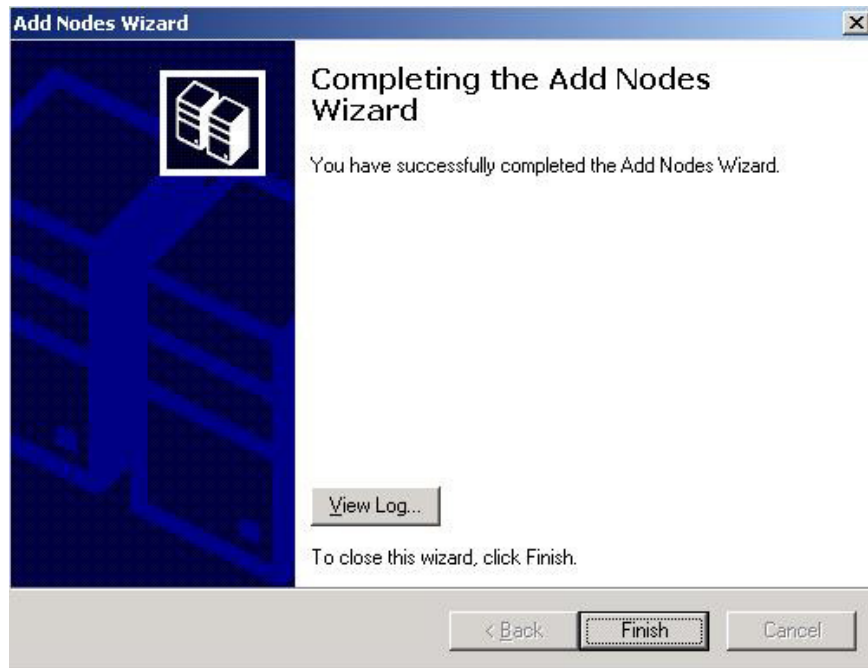 Add Nodes Wizard
Completing the Add Nodes
Wizard
You have successfully completed the Add Nodes Wizard.
View Log...
To close this wizard, click Finish.
< Back
Finish
Cancel